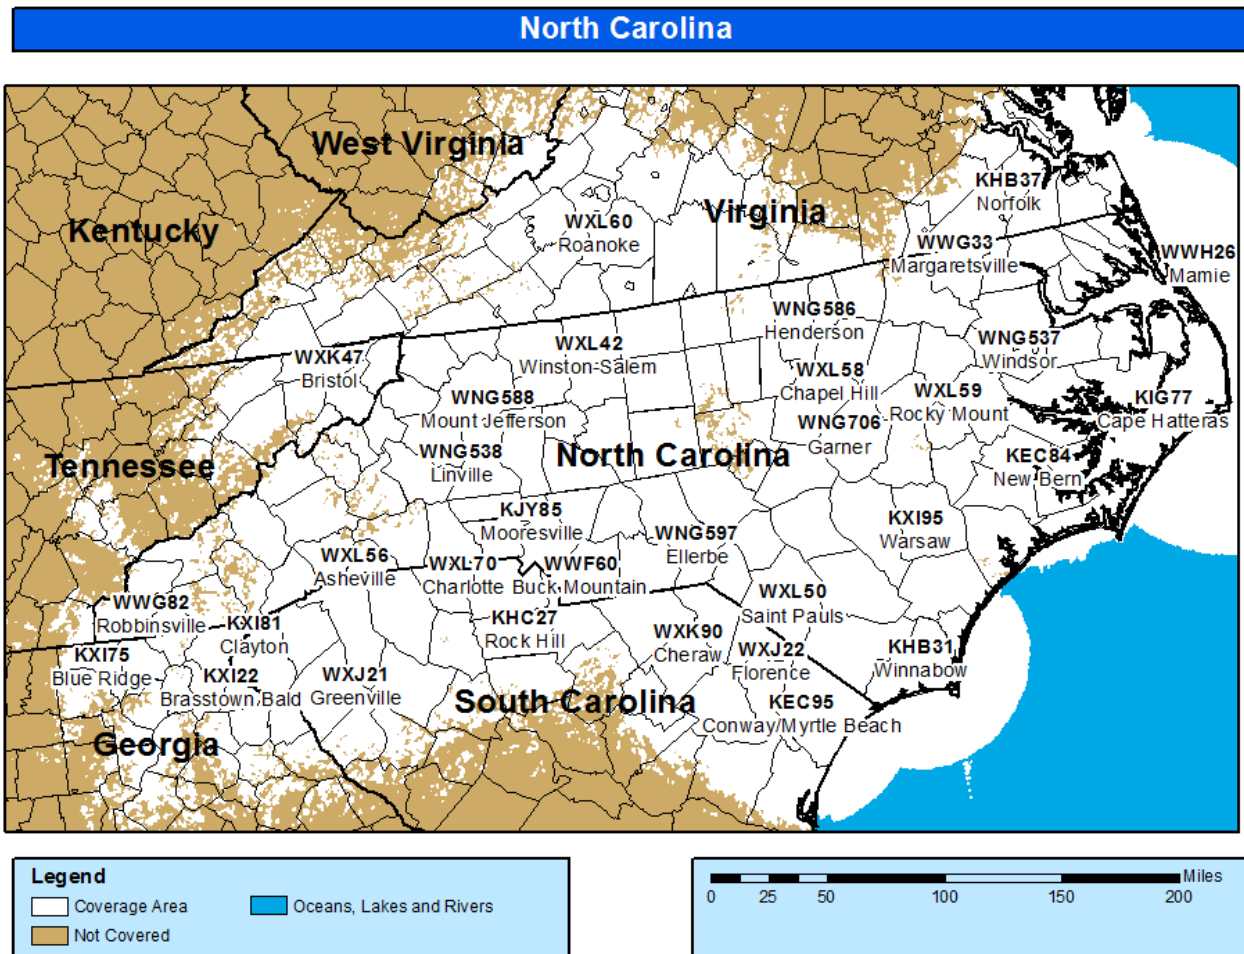 North Carolina
West Virginia
Kentucky
Virginia
KHB37
Norfolk
WXL60
Roanoke
WWG33
Margaretsville
WWH26
Mamie
WNG586
Henderson
WNG537
Windsor
WXL42
Winston-Salem
WXK47
Bristol
WXL58
Chapel Hill
WXL59
Rocky Mount
WNG588
Mount Jefferson
KIG77
Cape Hatteras
WNG706
Garner
WNG538
Linville
North Carolina
Tennessee
KEC84
New Bern
KJY85
Mooresville
KXI95
Warsaw
WNG597
Ellerbe
WXL56
Asheville
WXL70
Charlotte
WWF60
Buck Mountain
WWG82
Robbinsville
WXL50
Saint Pauls
KXI81
Clayton
KHC27
Rock Hill
WXK90
Cheraw
WXJ22
Florence
KHB31
Winnabow
KXI75
Blue Ridge
KXI22
Brasstown Bald
WXJ21
Greenville
South Carolina
KEC95
Conway/Myrtle Beach
Georgia
Legend
Coverage Area
Oceans, Lakes and Rivers
Not Covered
Miles
0 25 50 100 150 200